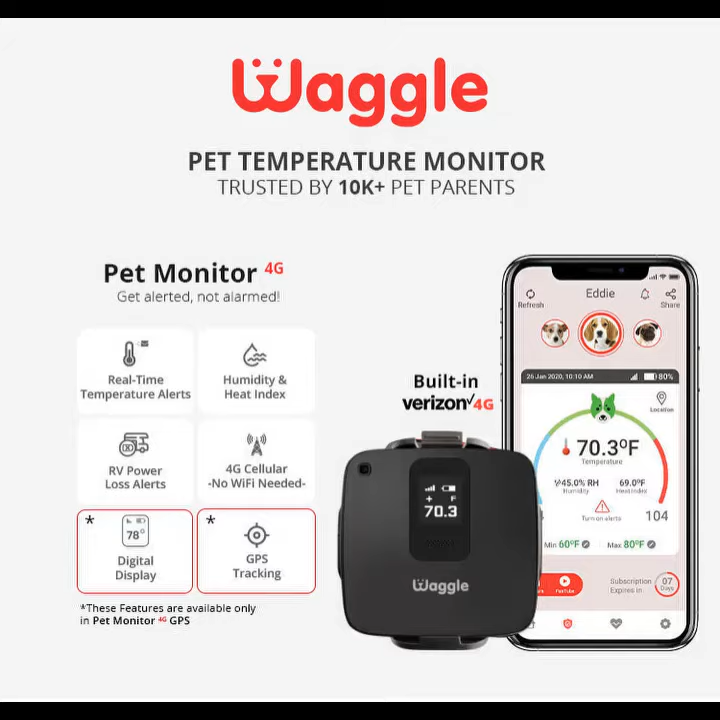 Waggle
PET TEMPERATURE MONITOR
TRUSTED BY 10K+ PET PARENTS
Pet Monitor 4G
Get alerted, not alarmed!
Real-Time
Temperature Alerts
Humidity &
Heat Index
RV Power
Loss Alerts
4G Cellular
-No WiFi Needed-
*
78°
Digital
Display
*
GPS
Tracking
*These Features are available only
in Pet Monitor 4G GPS
Built-in
verizon✓4G
+ F
70.3
Waggle
Eddie
Refresh
Share
26 Jan 2020, 10:10 AM
80%
Location
70.3°F
Temperature
45.0% RH
Humidity
69.0°F
Heat Index
Turn on alerts
104
Min 60°F
Max 80°F
YouTube
Subscription
Expires in
07
Days